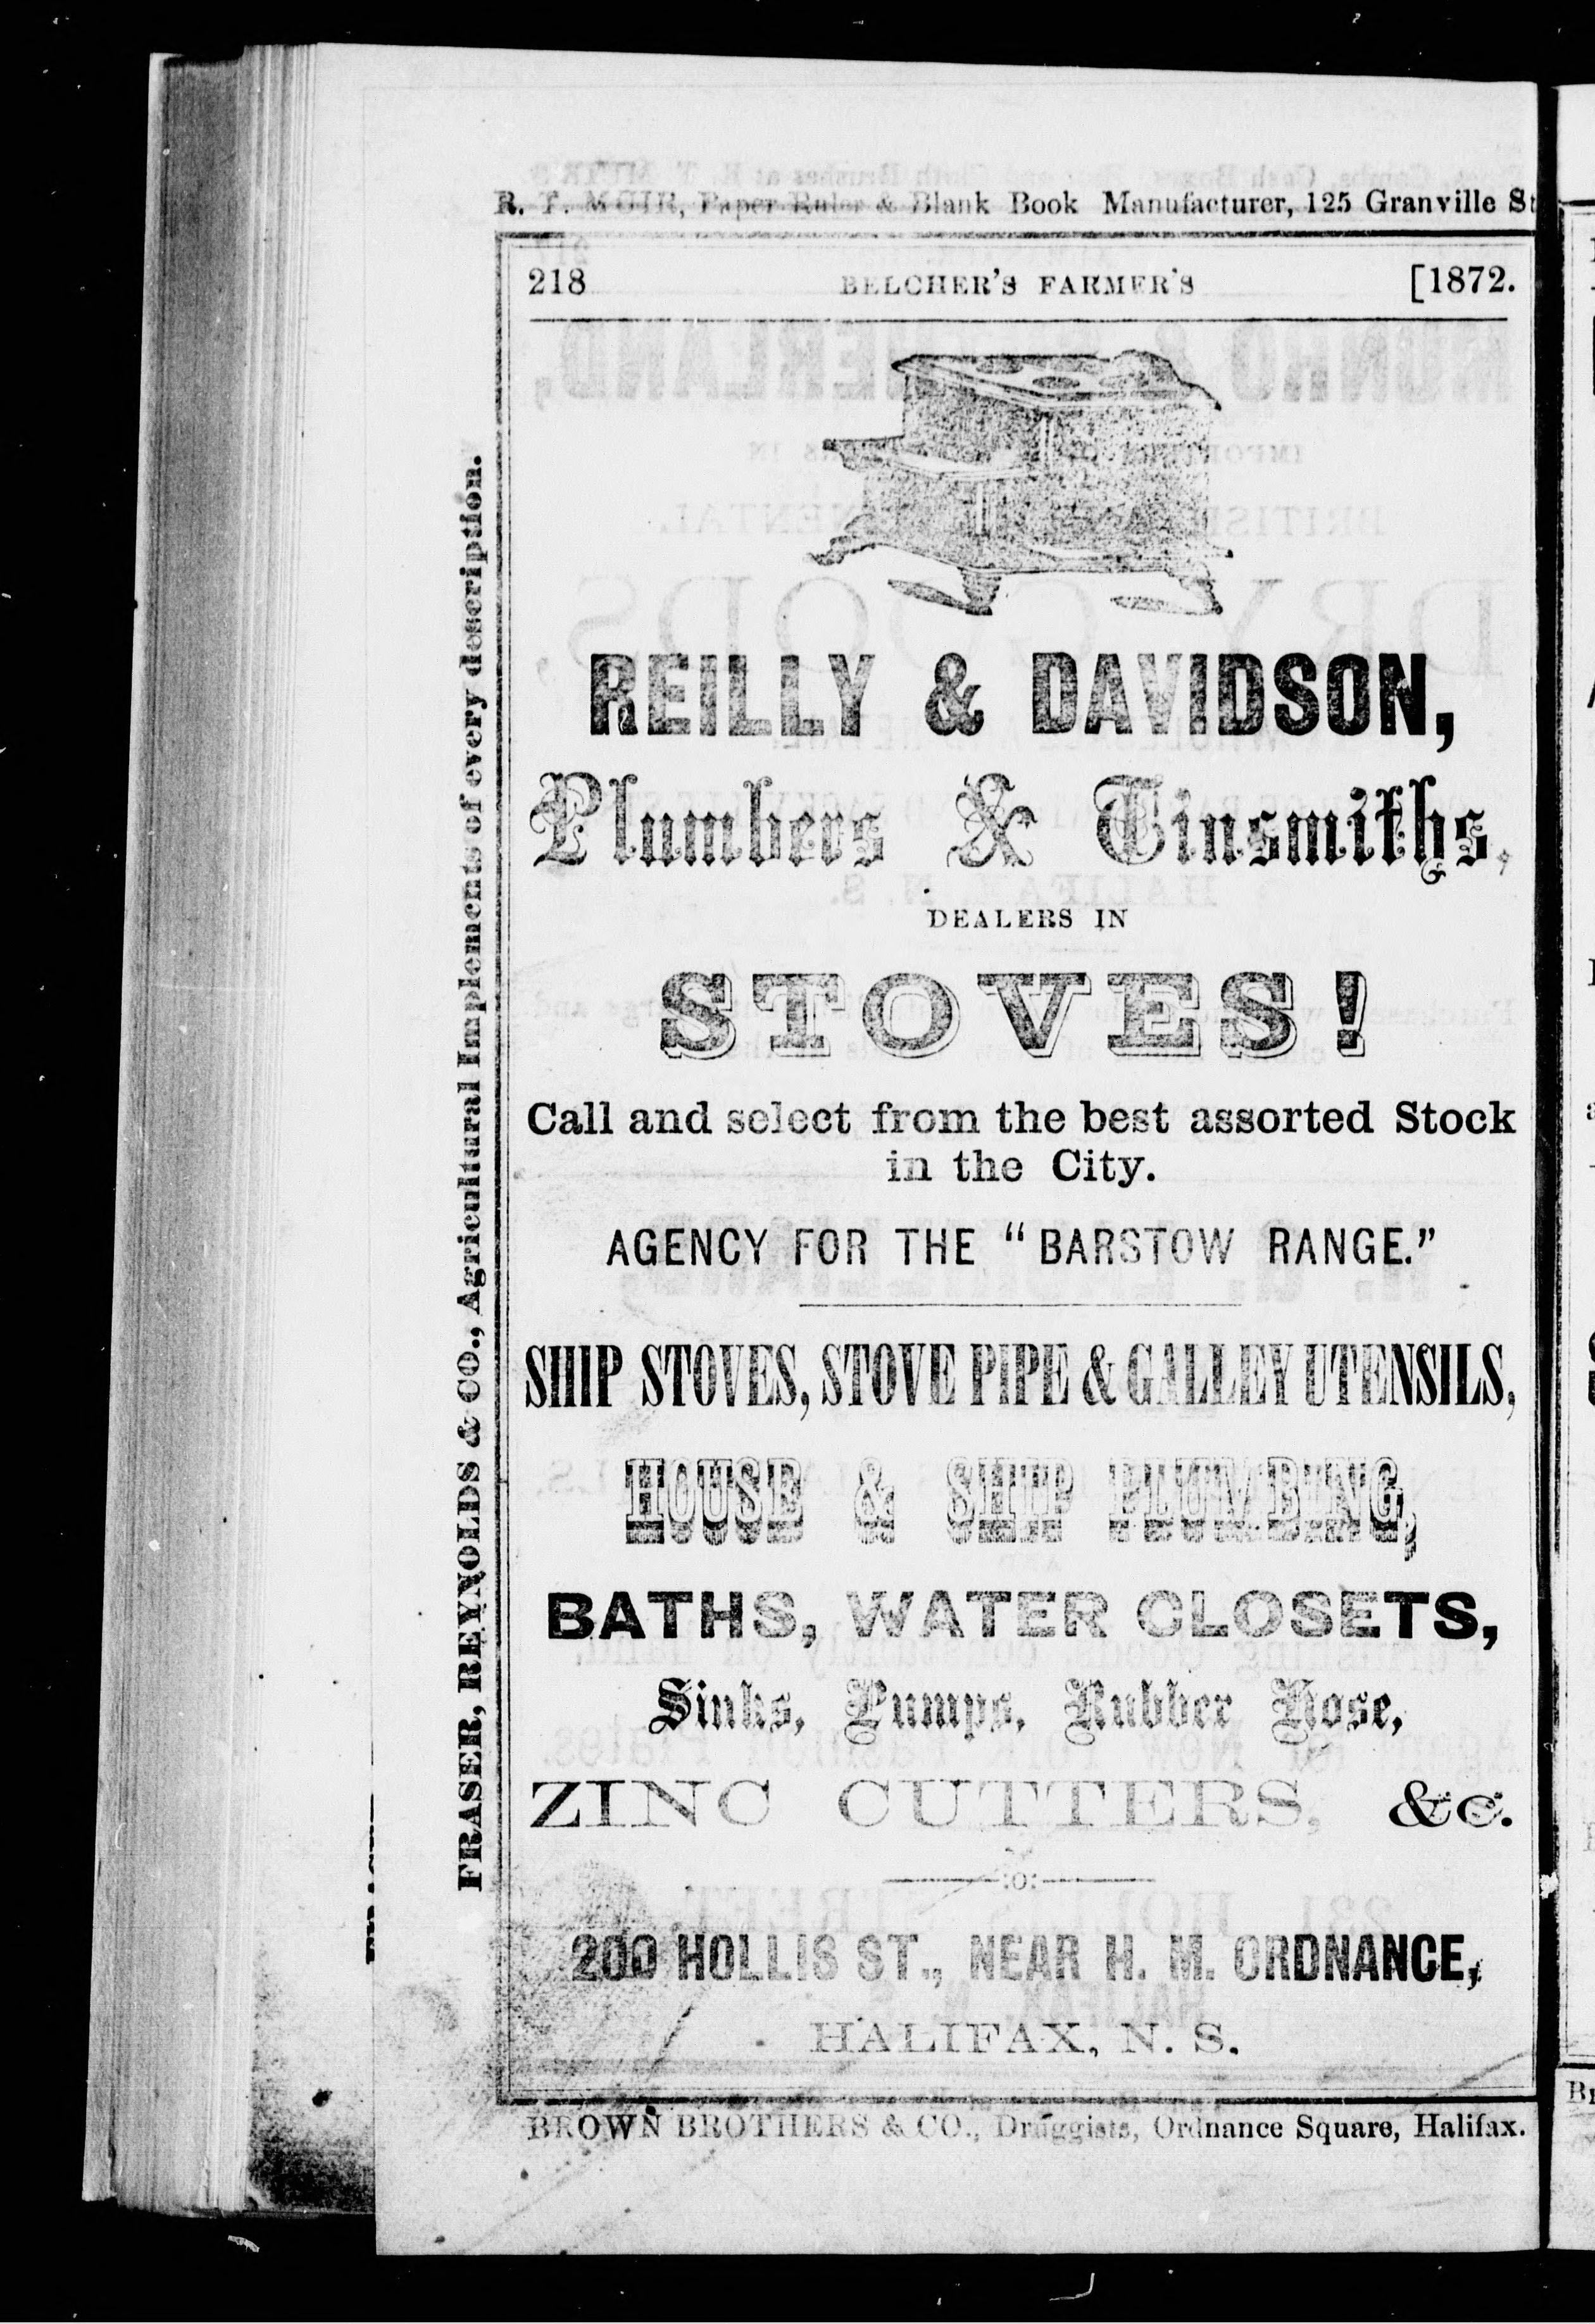 R. T. MUIR, Paper Ruler & Blank Book Manufacturer, 125 Granville St
218 BELCHER'S FARMER'S [1872.
REILLY & DAVIDSON,
Plumbers & Tinsmiths,
DEALERS IN
STOVES!
Call and select from the best assorted Stock
in the City.
AGENCY FOR THE "BARSTOW RANGE."
SHIP STOVES, STOVE PIPE & GALLEY UTENSILS,
HOUSE & SHIP PLUMBING,
BATHS, WATER CLOSETS,
Sinks, Pumps, Rubber Hose,
ZINC CUTTERS, &c.
:o:
200 HOLLIS ST., NEAR H. M. ORDNANCE,
HALIFAX, N. S.
BROWN BROTHERS & CO., Druggists, Ordnance Square, Halifax.
FRASER, REYNOLDS & CO., Agricultural Implements of every description.